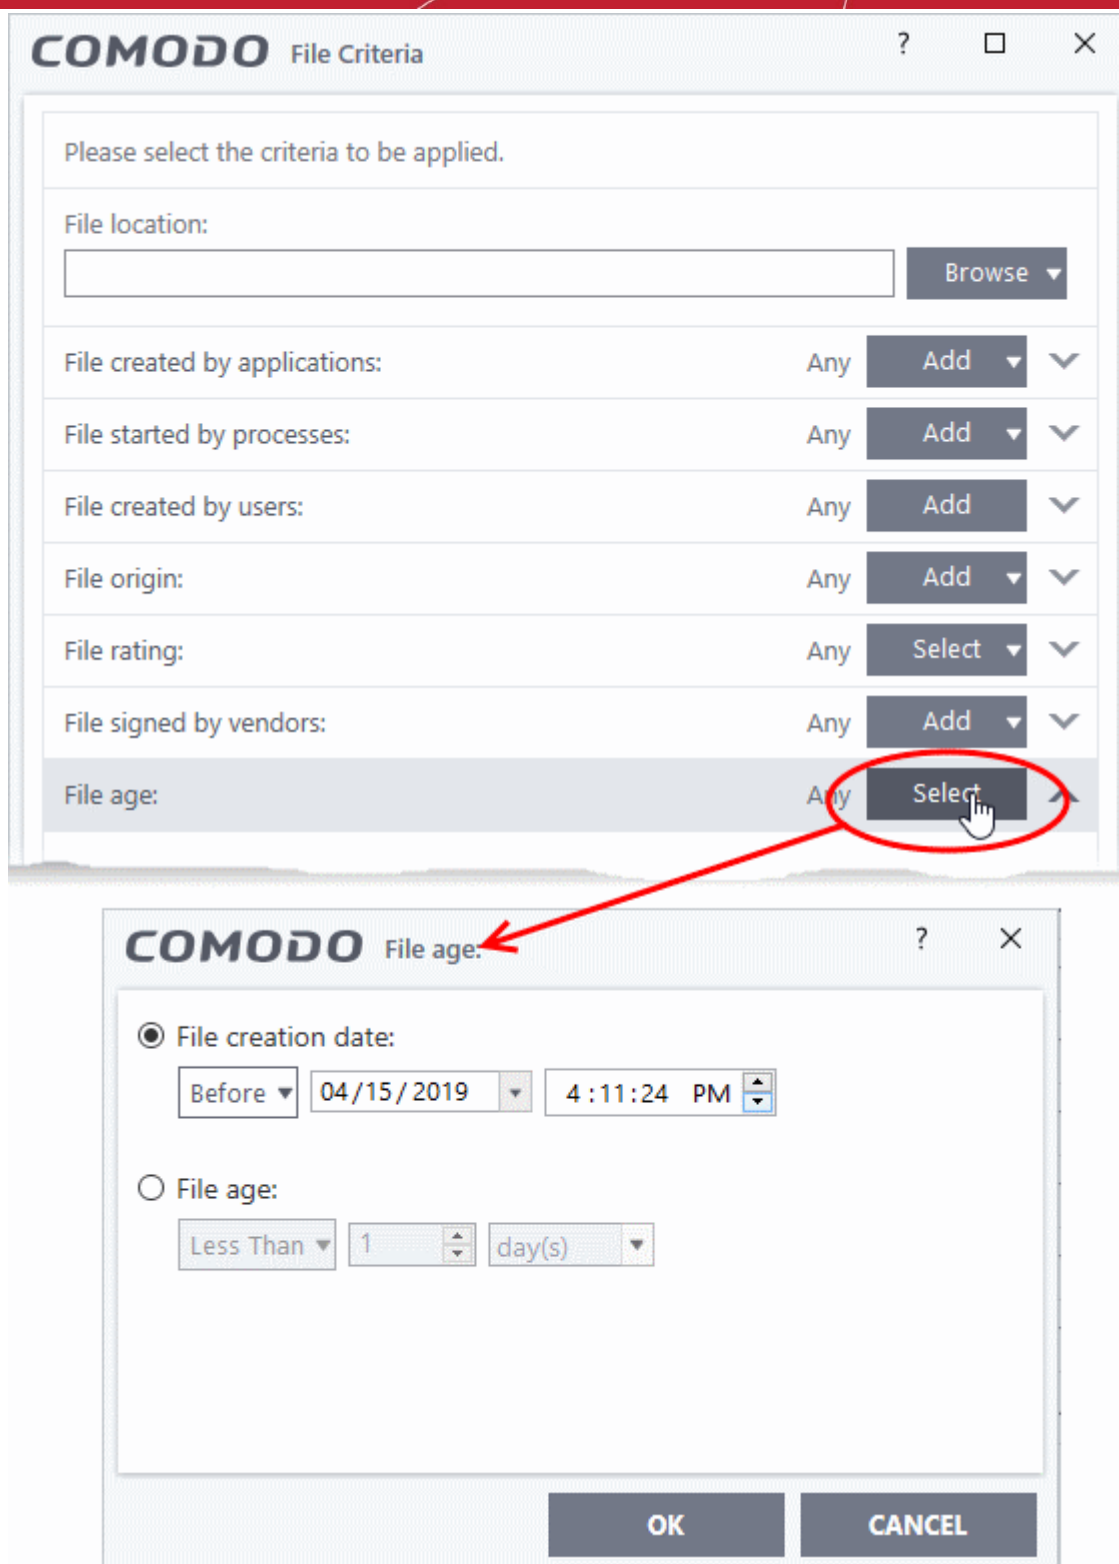 COMODO File Criteria ?
Please select the criteria to be applied.
File location:
Browse
File created by applications: Any Add
File started by processes: Any Add
File created by users: Any Add
File origin: Any Add
File rating: Any Select
File signed by vendors: Any Add
File age: Any Select
COMODO File age: ?
File creation date:
Before 04/15/2019 4:11:24 PM
File age:
Less Than 1 day(s)
OK CANCEL